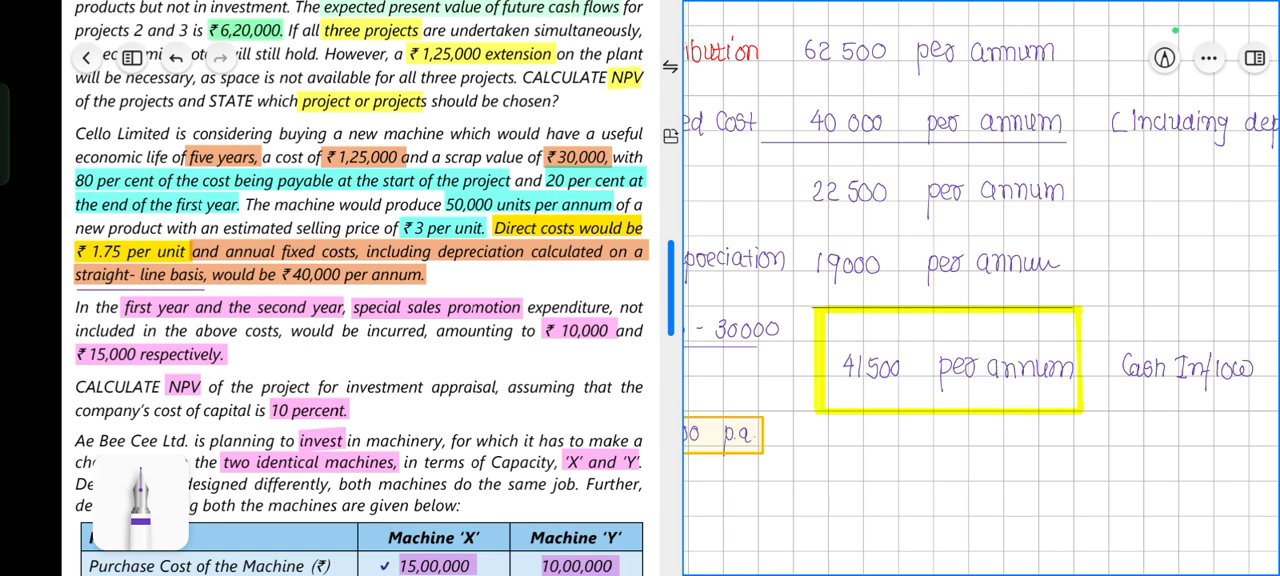 products but not in investment. The expected present value of future cash flows for
projects 2 and 3 is ₹ 6,20,000. If all three projects are undertaken simultaneously,
will still hold. However, a ₹ 1,25,000 extension on the plant
will be necessary, as space is not available for all three projects. CALCULATE NPV
of the projects and STATE which project or projects should be chosen?
Cello Limited is considering buying a new machine which would have a useful
economic life of five years, a cost of ₹ 1,25,000 and a scrap value of ₹ 30,000, with
80 per cent of the cost being payable at the start of the project and 20 per cent at
the end of the first year. The machine would produce 50,000 units per annum of a
new product with an estimated selling price of ₹ 3 per unit. Direct costs would be
₹ 1.75 per unit and annual fixed costs, including depreciation calculated on a
straight- line basis, would be ₹ 40,000 per annum.
In the first year and the second year, special sales promotion expenditure, not
included in the above costs, would be incurred, amounting to ₹ 10,000 and
₹ 15,000 respectively.
CALCULATE NPV of the project for investment appraisal, assuming that the
company's cost of capital is 10 percent.
Ae Bee Cee Ltd. is planning to invest in machinery, for which it has to make a
the two identical machines, in terms of Capacity, 'X' and 'Y'.
designed differently, both machines do the same job. Further,
both the machines are given below:
Machine 'X' Machine 'Y'
Purchase Cost of the Machine (₹) ✓ 15,00,000 10,00,000
ibution 62 500 per annum
ed Cost 40 000 per annum (Including dep
22 500 per annum
preciation 19000 per annum
- 30000
41500 per annum Cash Inflow
00 p.a.